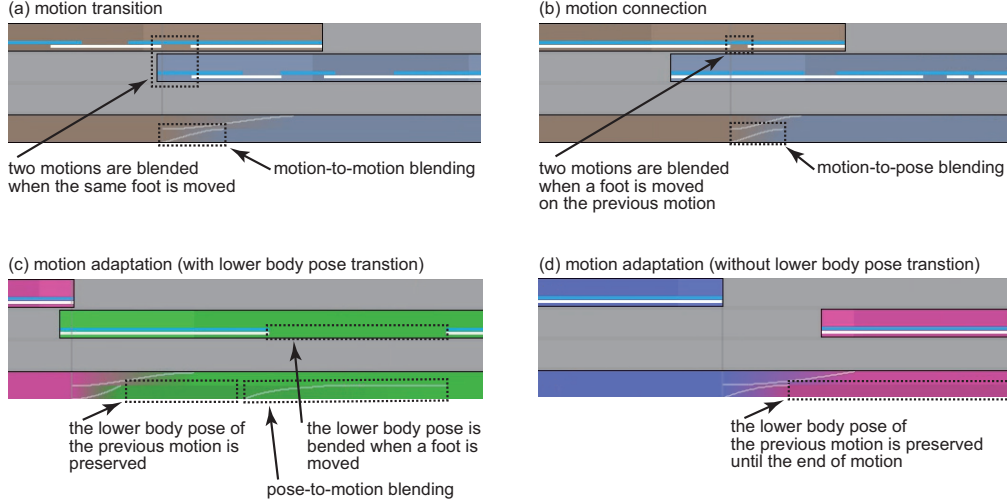 (a) motion transition
two motions are blended
when the same foot is moved
motion-to-motion blending
(b) motion connection
two motions are blended
when a foot is moved
on the previous motion
motion-to-pose blending
(c) motion adaptation (with lower body pose transtion)
the lower body pose of
the previous motion is
preserved
the lower body pose is
bended when a foot is
moved
pose-to-motion blending
(d) motion adaptation (without lower body pose transtion)
the lower body pose of
the previous motion is preserved
until the end of motion